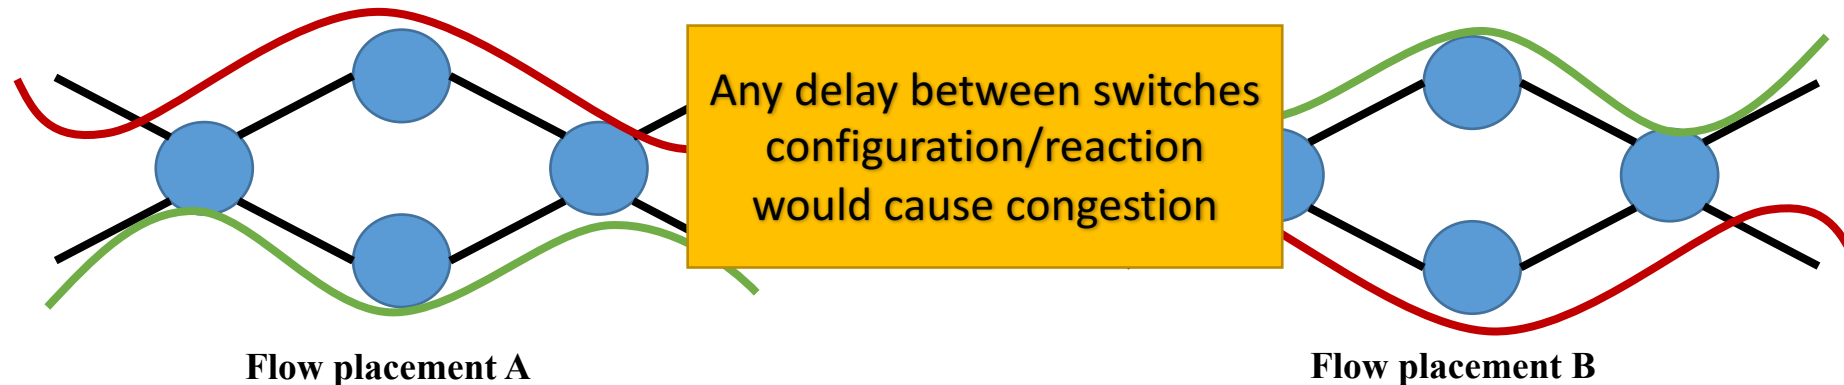 Any delay between switches
configuration/reaction
would cause congestion
Flow placement A
Flow placement B